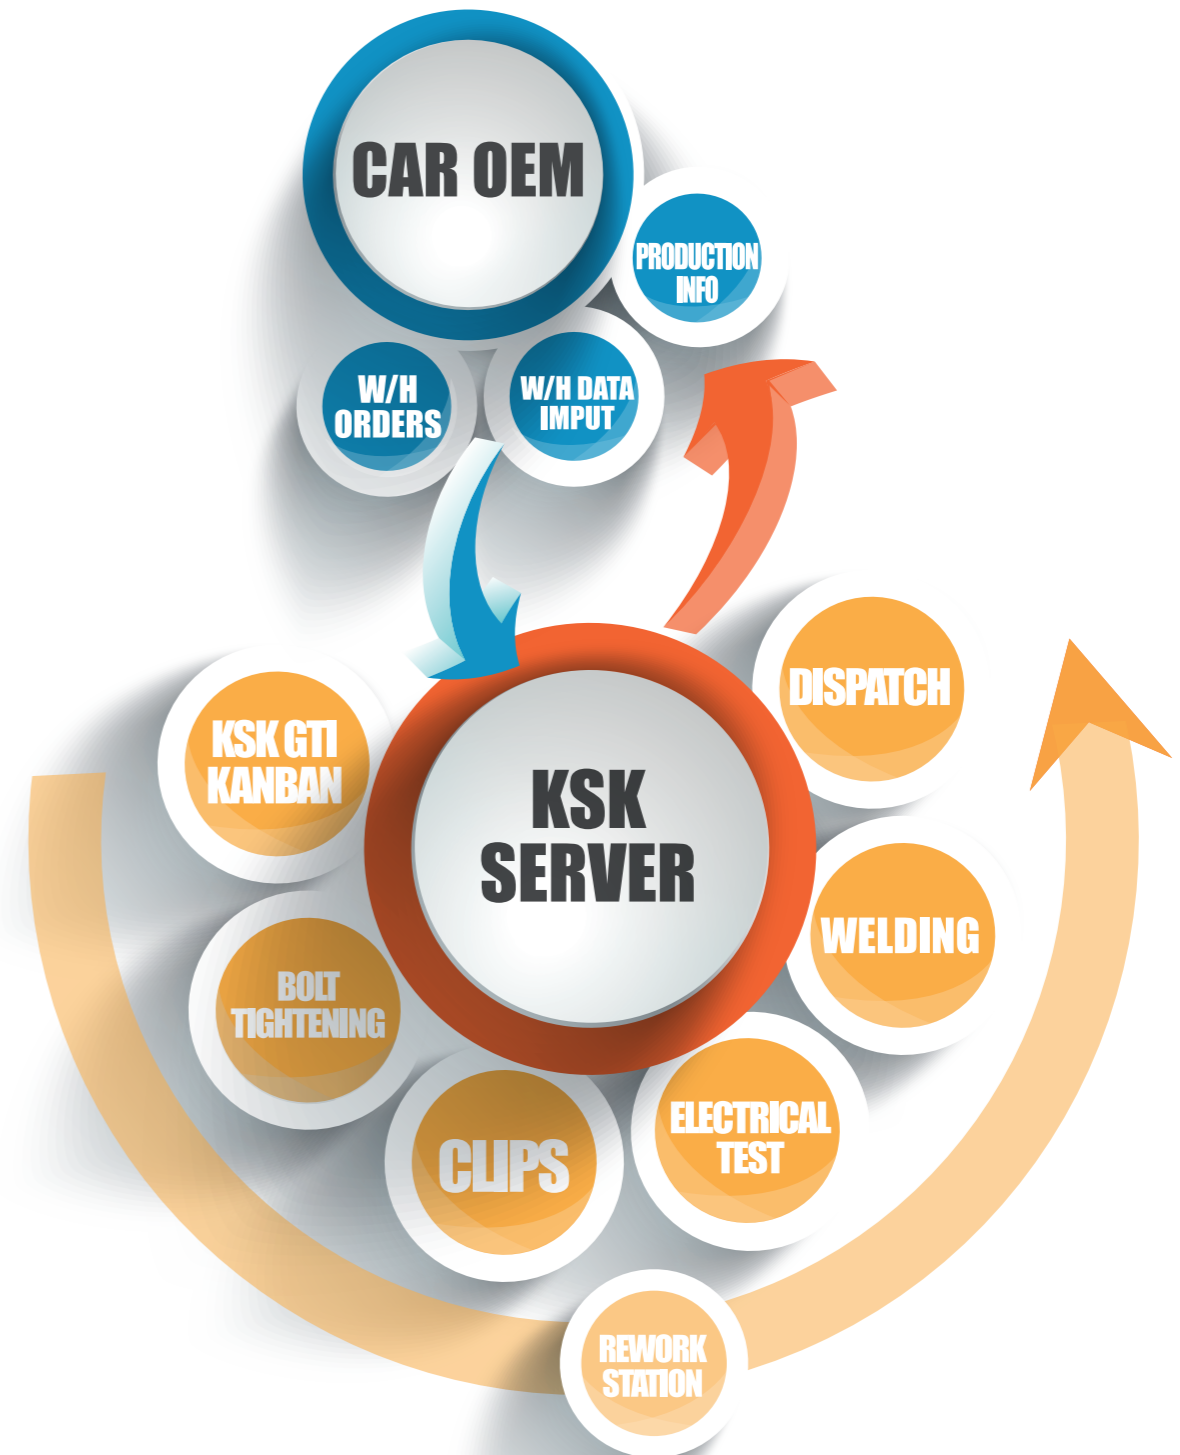 CAR OEM
PRODUCTION
INFO
W/H
ORDERS
W/H DATA
IMPUT
KSK GTI
KANBAN
DISPATCH
KSK
SERVER
WELDING
BOLT
TIGHTENING
CLIPS
ELECTRICAL
TEST
REWORK
STATION